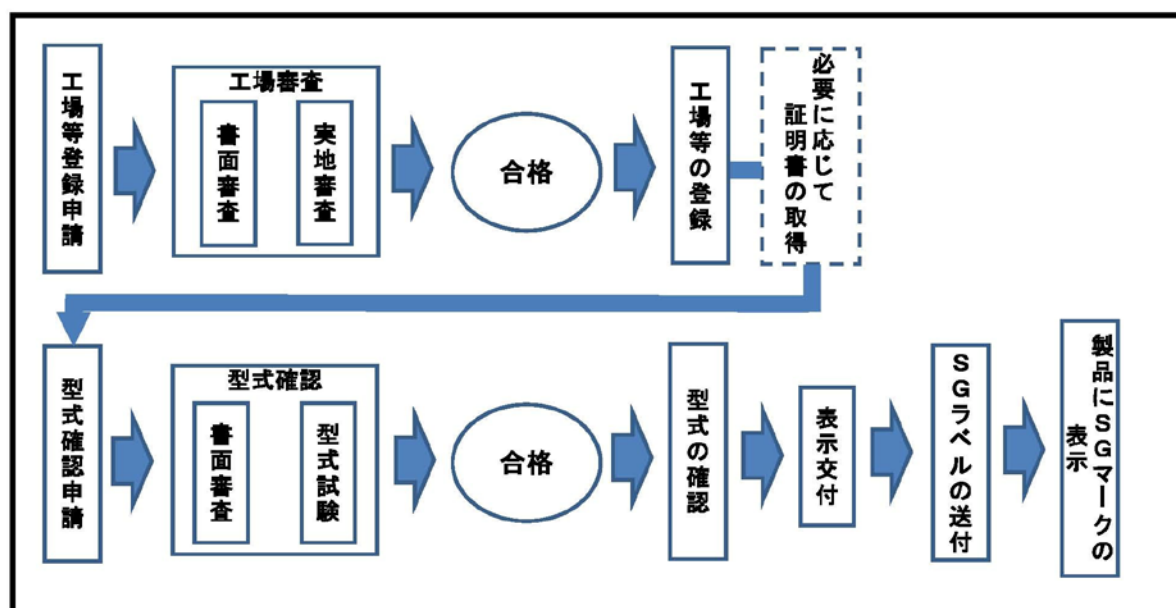 工場等登録申請
工場審査
書面審査
実地審査
合格
工場等の登録
必要に応じて
証明書の取得
型式確認申請
型式確認
書面審査
型式試験
合格
型式の確認
表示交付
SGラベルの送付
製品にSGマークの
表示